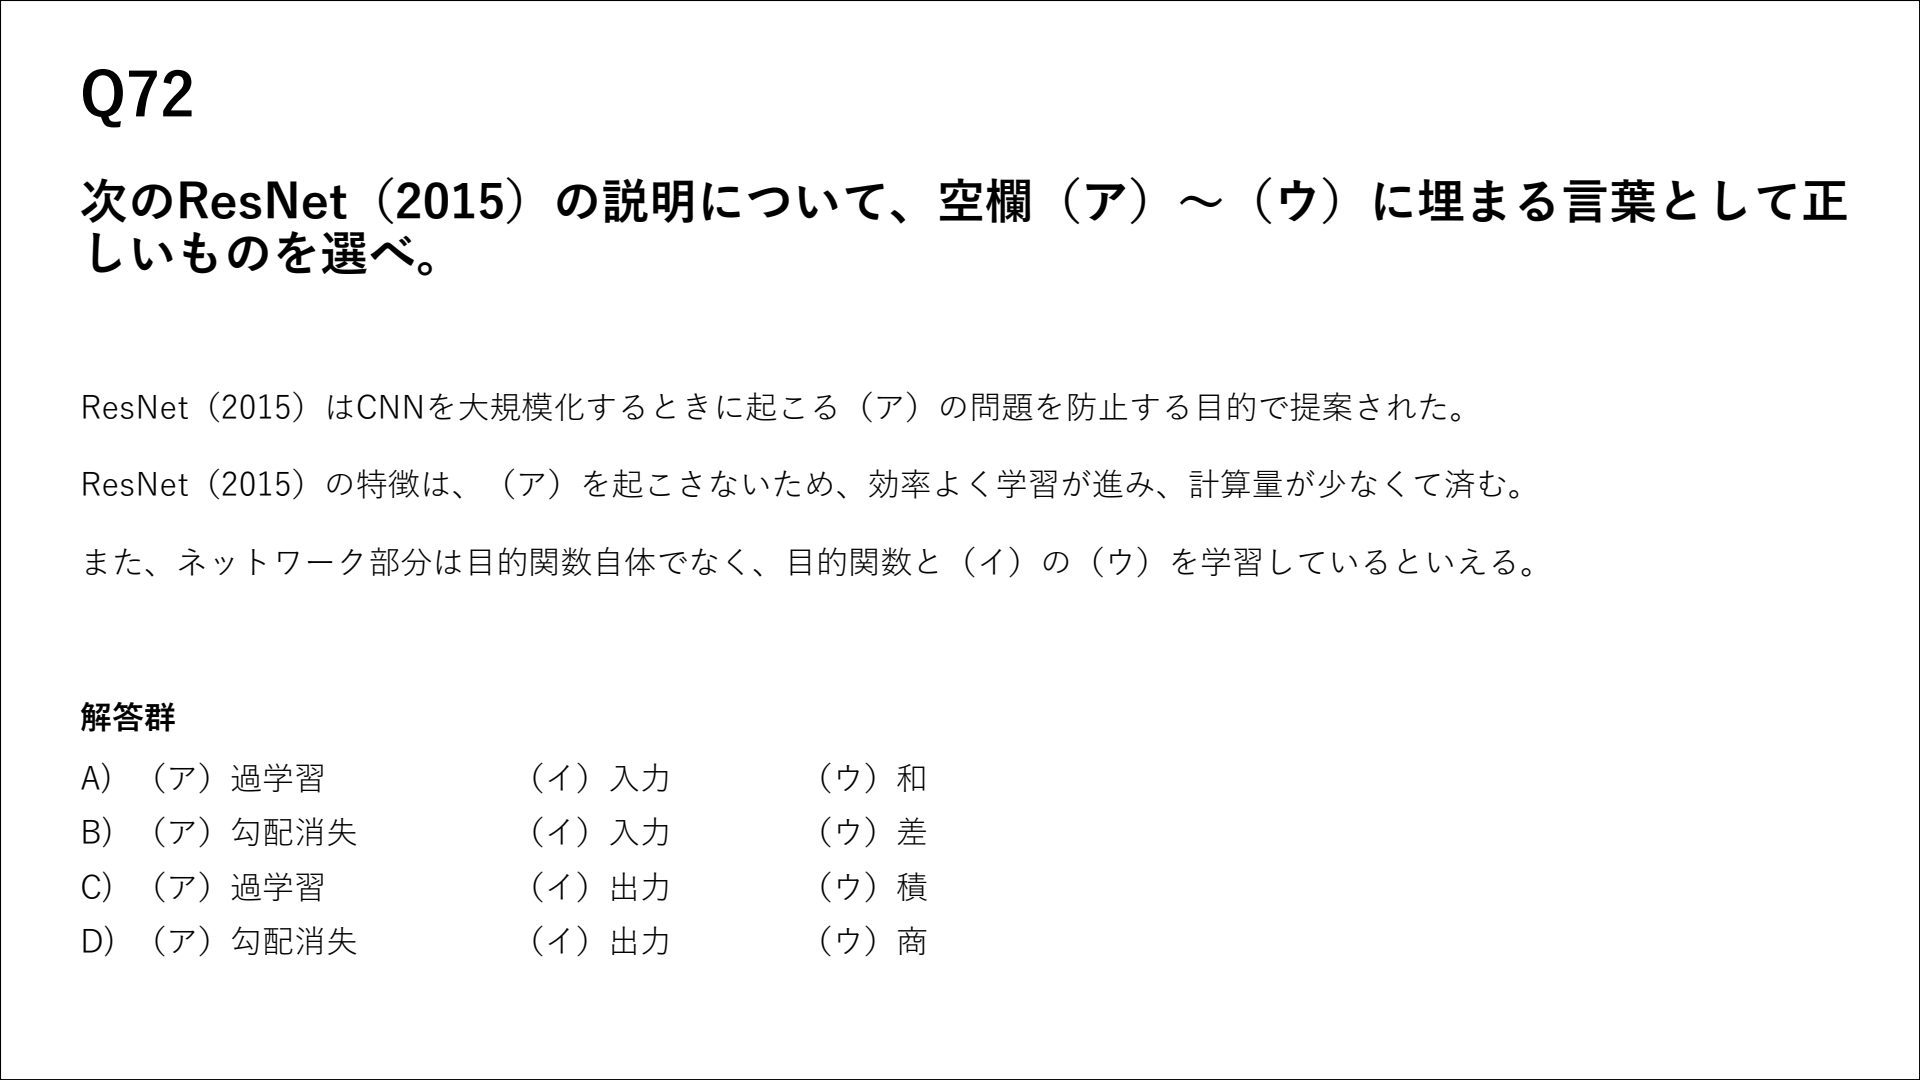 Q72
次のResNet（2015）の説明について、空欄（ア）～（ウ）に埋まる言葉として正
しいものを選べ。
ResNet（2015）はCNNを大規模化するときに起こる（ア）の問題を防止する目的で提案された。
ResNet（2015）の特徴は、（ア）を起こさないため、効率よく学習が進み、計算量が少なくて済む。
また、ネットワーク部分は目的関数自体でなく、目的関数と（イ）の（ウ）を学習しているといえる。
解答群
A) （ア）過学習 （イ）入力 （ウ）和
B) （ア）勾配消失 （イ）入力 （ウ）差
C) （ア）過学習 （イ）出力 （ウ）積
D) （ア）勾配消失 （イ）出力 （ウ）商